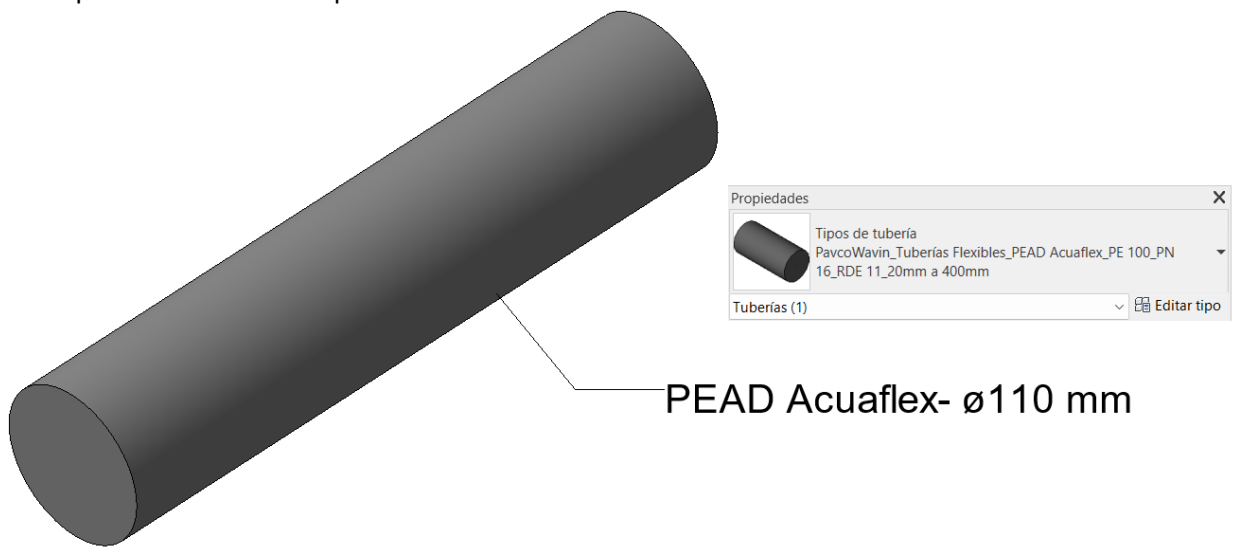 Propiedades
Tipos de tubería
PavcoWavin_Tuberías Flexibles_PEAD Acuaflex_PE 100_PN
16_RDE 11_20mm a 400mm
Tuberías (1)
Editar tipo
PEAD Acuaflex- ø110 mm